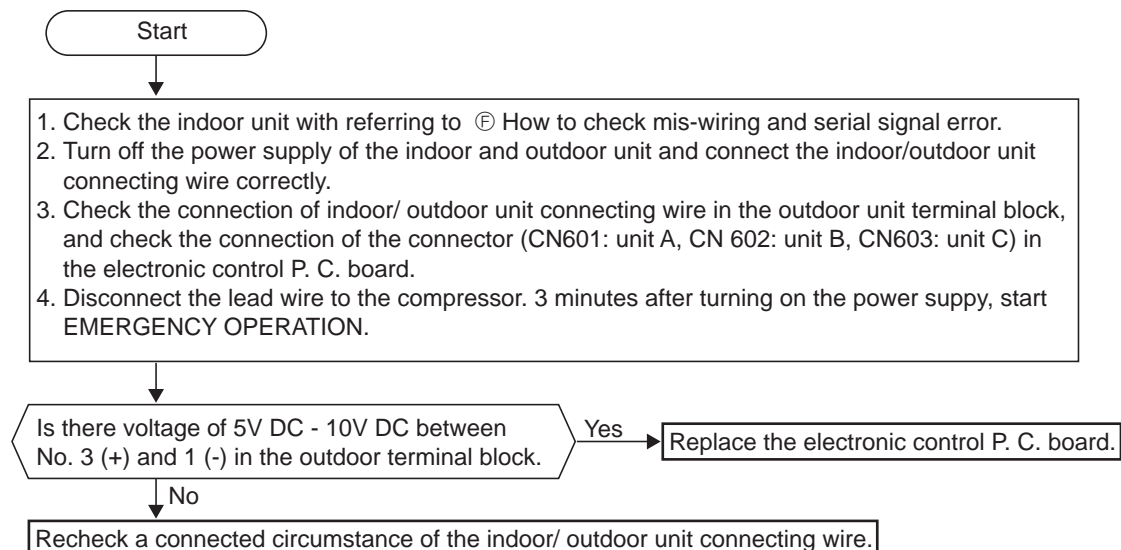 Start
1. Check the indoor unit with referring to Ⓕ How to check mis-wiring and serial signal error.
2. Turn off the power supply of the indoor and outdoor unit and connect the indoor/outdoor unit
connecting wire correctly.
3. Check the connection of indoor/ outdoor unit connecting wire in the outdoor unit terminal block,
and check the connection of the connector (CN601: unit A, CN 602: unit B, CN603: unit C) in
the electronic control P. C. board.
4. Disconnect the lead wire to the compressor. 3 minutes after turning on the power suppy, start
EMERGENCY OPERATION.
Is there voltage of 5V DC - 10V DC between
No. 3 (+) and 1 (-) in the outdoor terminal block.
Yes
Replace the electronic control P. C. board.
No
Recheck a connected circumstance of the indoor/ outdoor unit connecting wire.